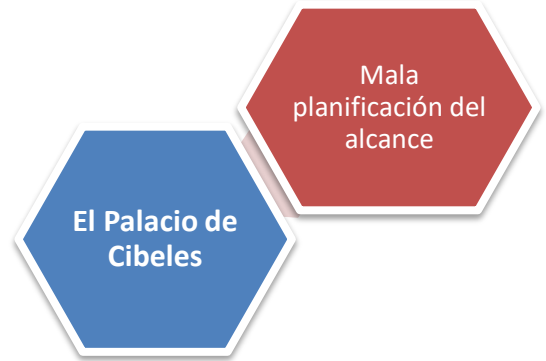 Mala
planificación del
alcance
El Palacio de
Cibeles